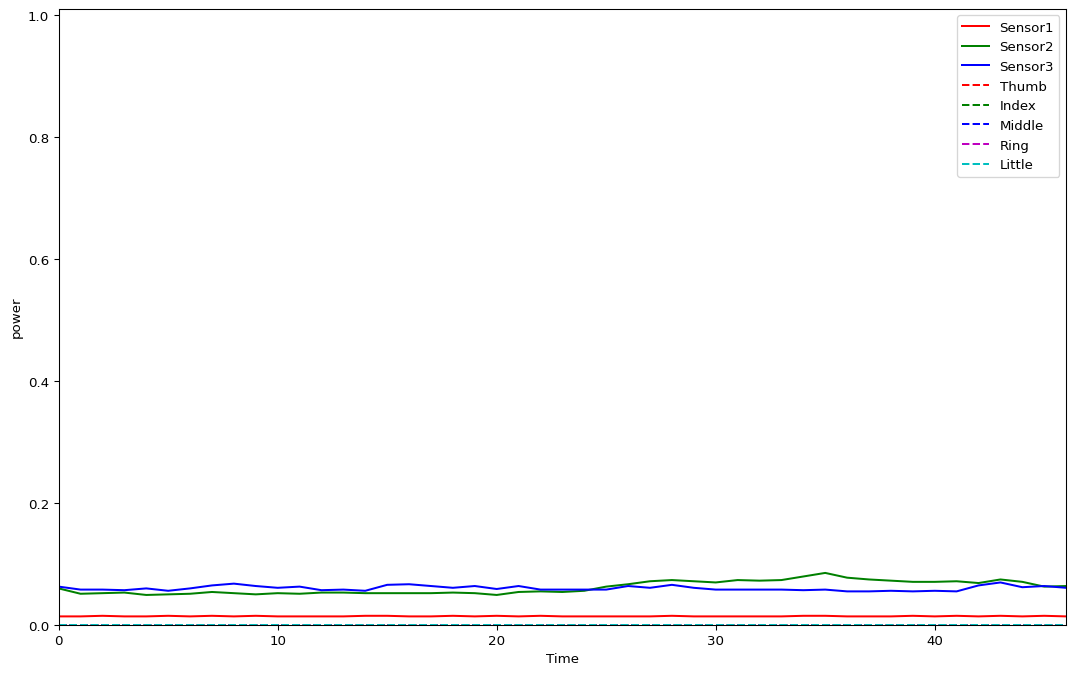 1.0
0.8
0.6
0.4
0.2
0.0
power
0
10
20
30
40
Time
Sensor1
Sensor2
Sensor3
Thumb
Index
Middle
Ring
Little